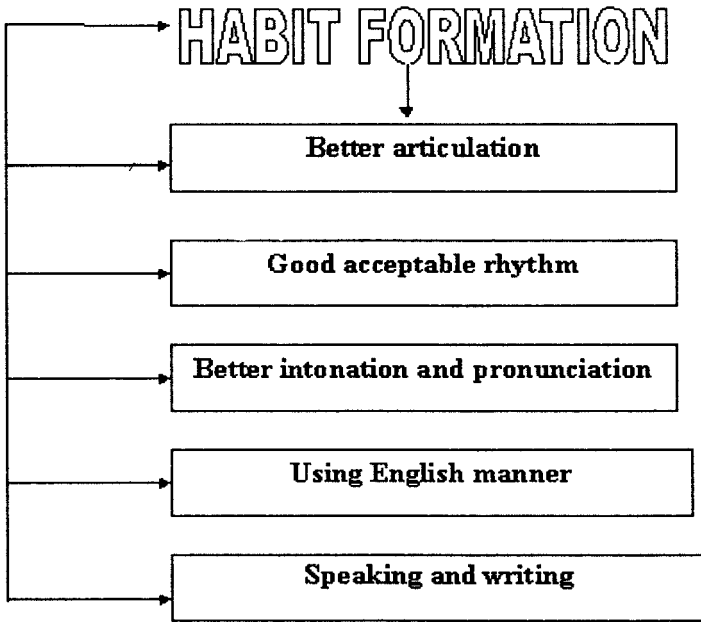 HABIT FORMATION
Better articulation
Good acceptable rhythm
Better intonation and pronunciation
Using English manner
Speaking and writing